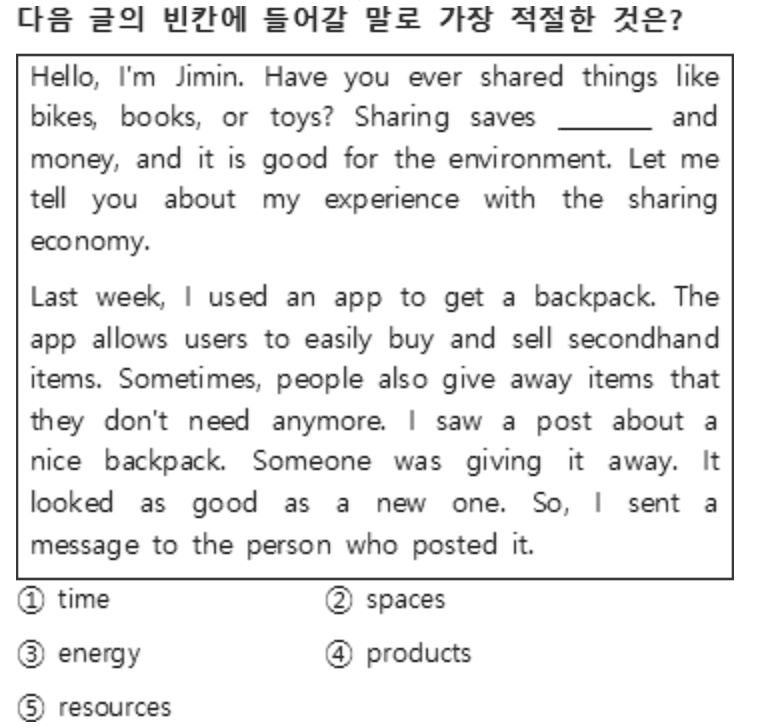 다음 글의 빈칸에 들어갈 말로 가장 적절한 것은?
Hello, I'm Jimin. Have you ever shared things like
bikes, books, or toys? Sharing saves ________ and
money, and it is good for the environment. Let me
tell you about my experience with the sharing
economy.
Last week, I used an app to get a backpack. The
app allows users to easily buy and sell secondhand
items. Sometimes, people also give away items that
they don't need anymore. I saw a post about a
nice backpack. Someone was giving it away. It
looked as good as a new one. So, I sent a
message to the person who posted it.
① time ② spaces
③ energy ④ products
⑤ resources